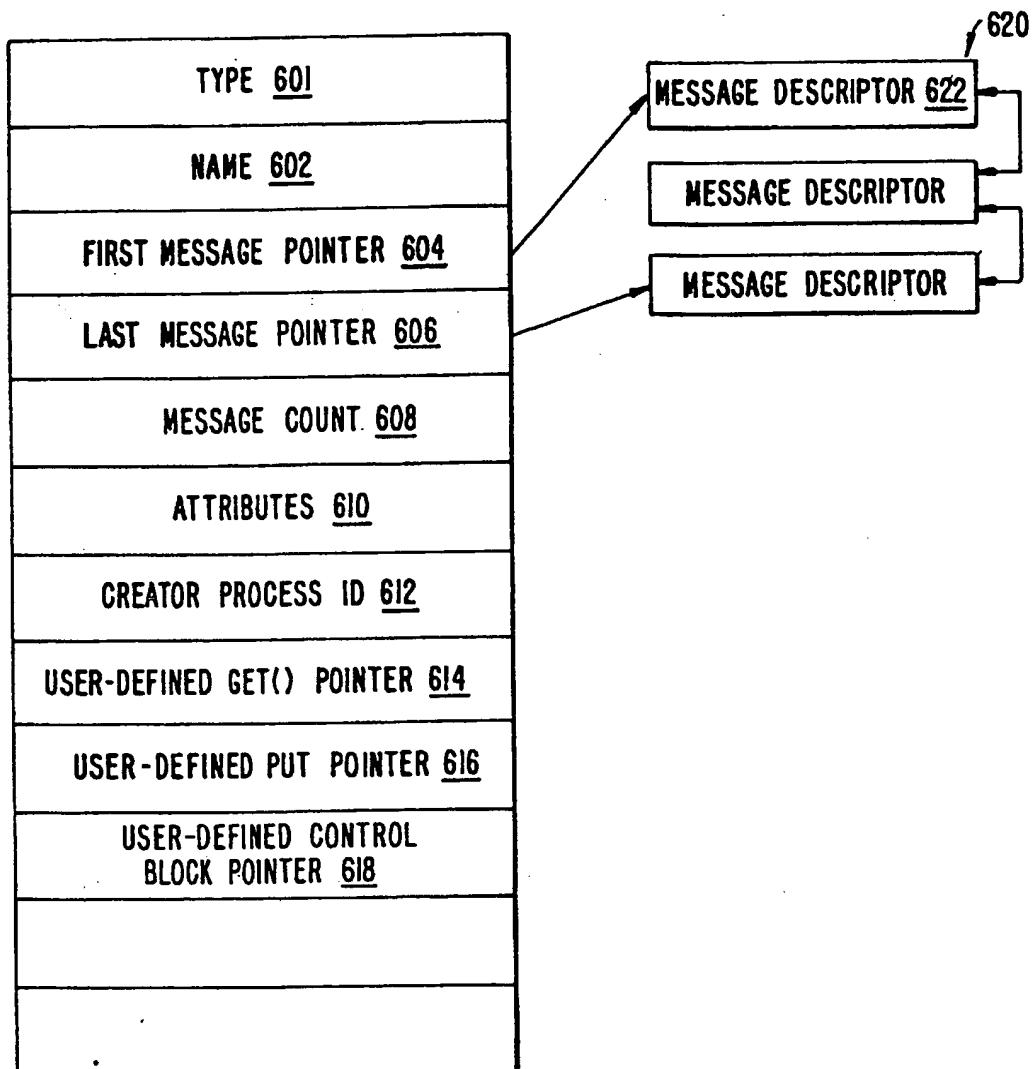 620
TYPE 601
MESSAGE DESCRIPTOR 622
NAME 602
MESSAGE DESCRIPTOR
FIRST MESSAGE POINTER 604
MESSAGE DESCRIPTOR
LAST MESSAGE POINTER 606
MESSAGE COUNT. 608
ATTRIBUTES 610
CREATOR PROCESS ID 612
USER-DEFINED GET() POINTER 614
USER-DEFINED PUT POINTER 616
USER-DEFINED CONTROL
BLOCK POINTER 618